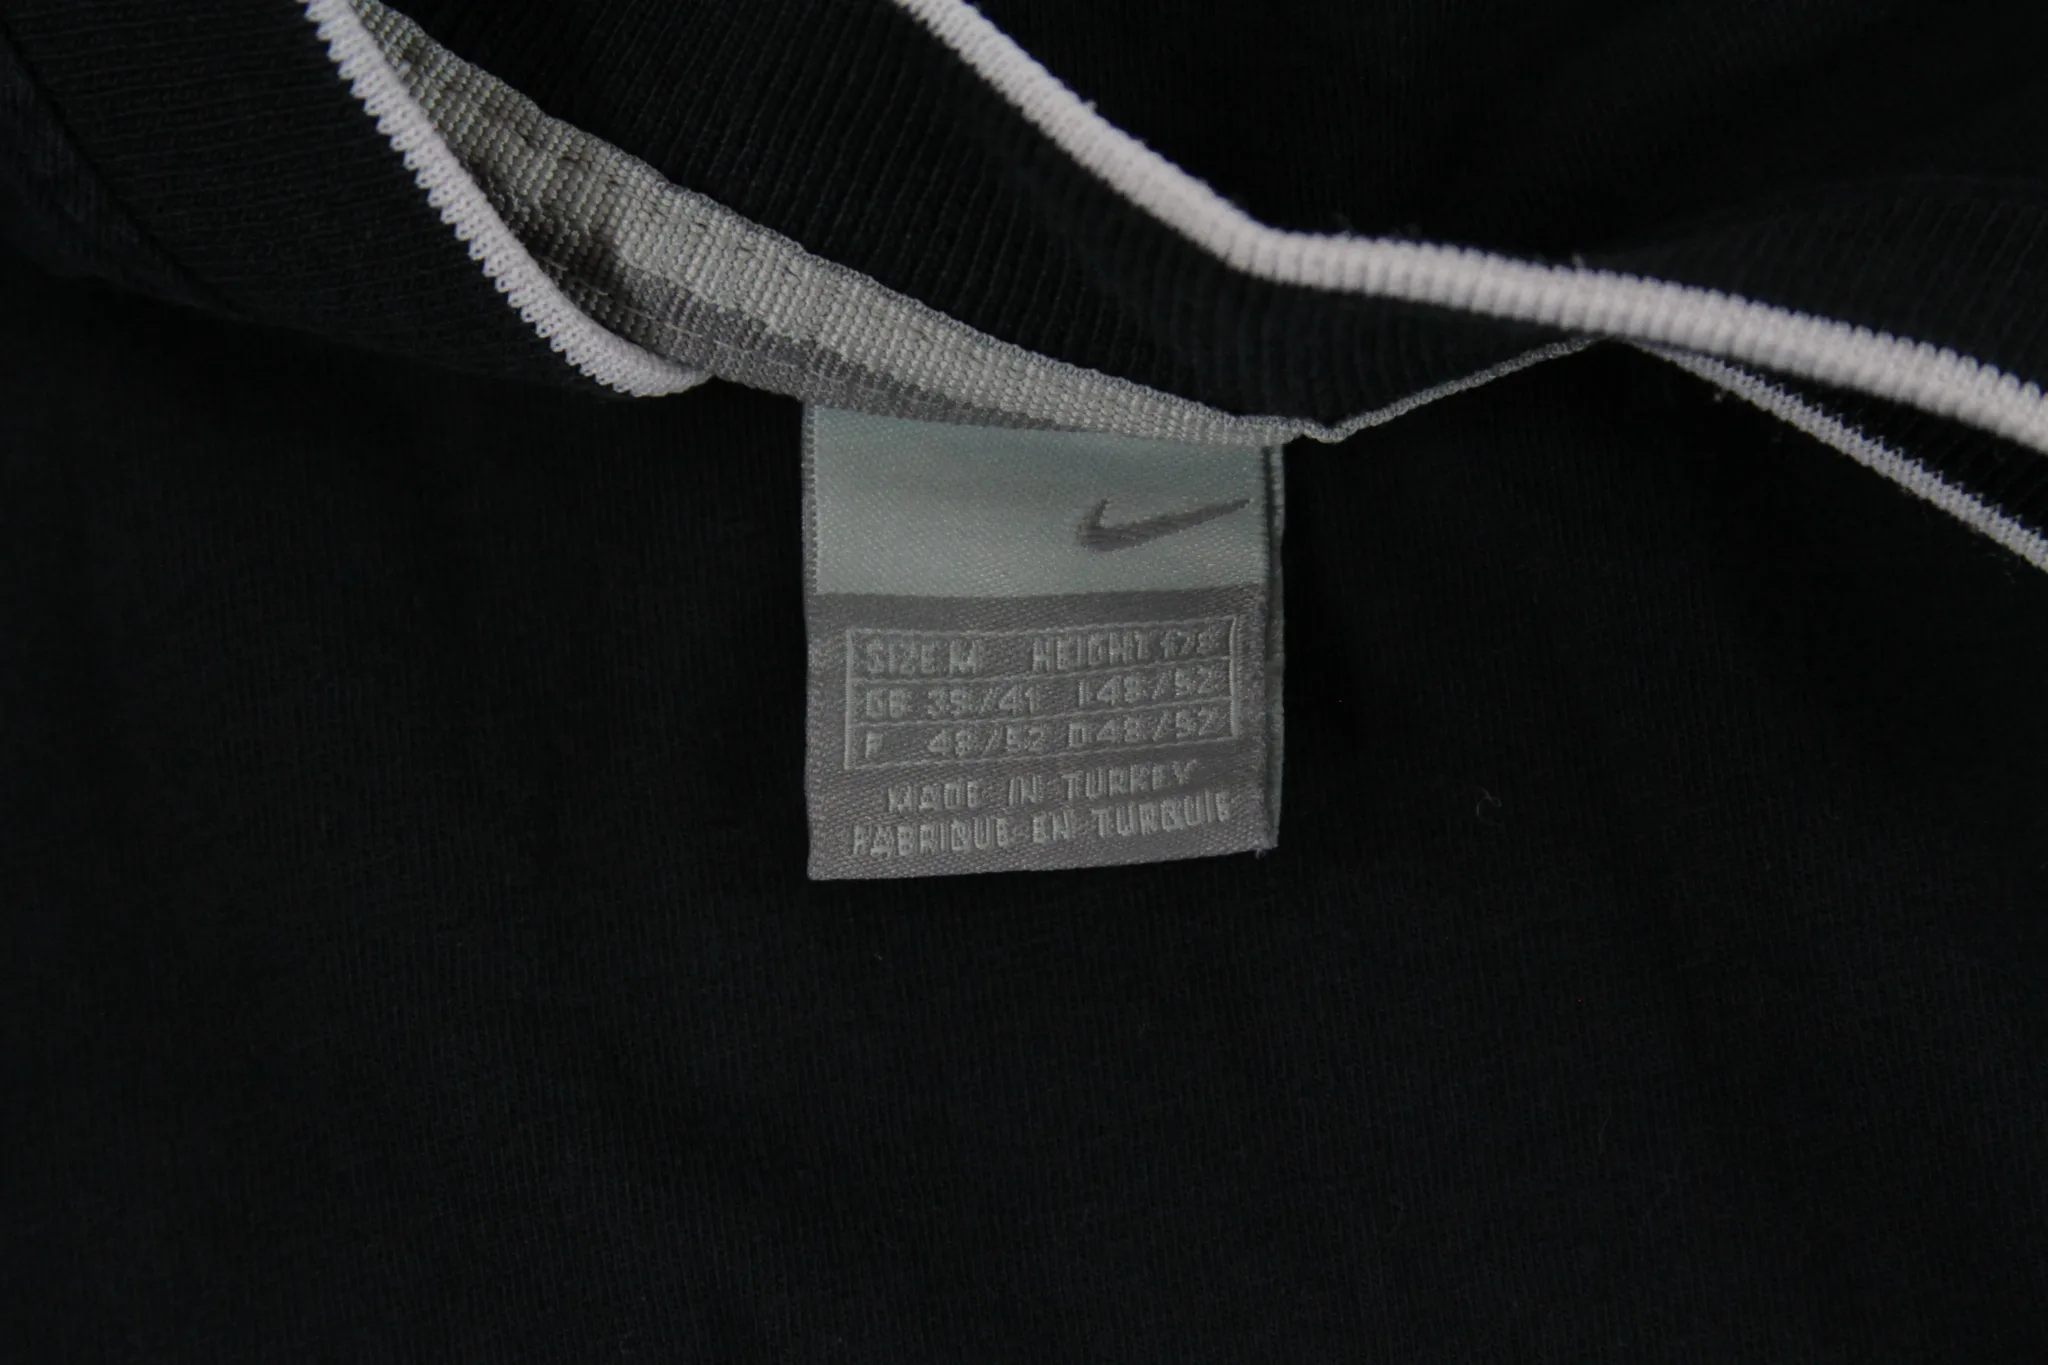 SIZE M HEIGHT 178
GB 39/41 I 48/52
F 48/52 D 48/52
MADE IN TURKEY
FABRIQUE EN TURQUIE